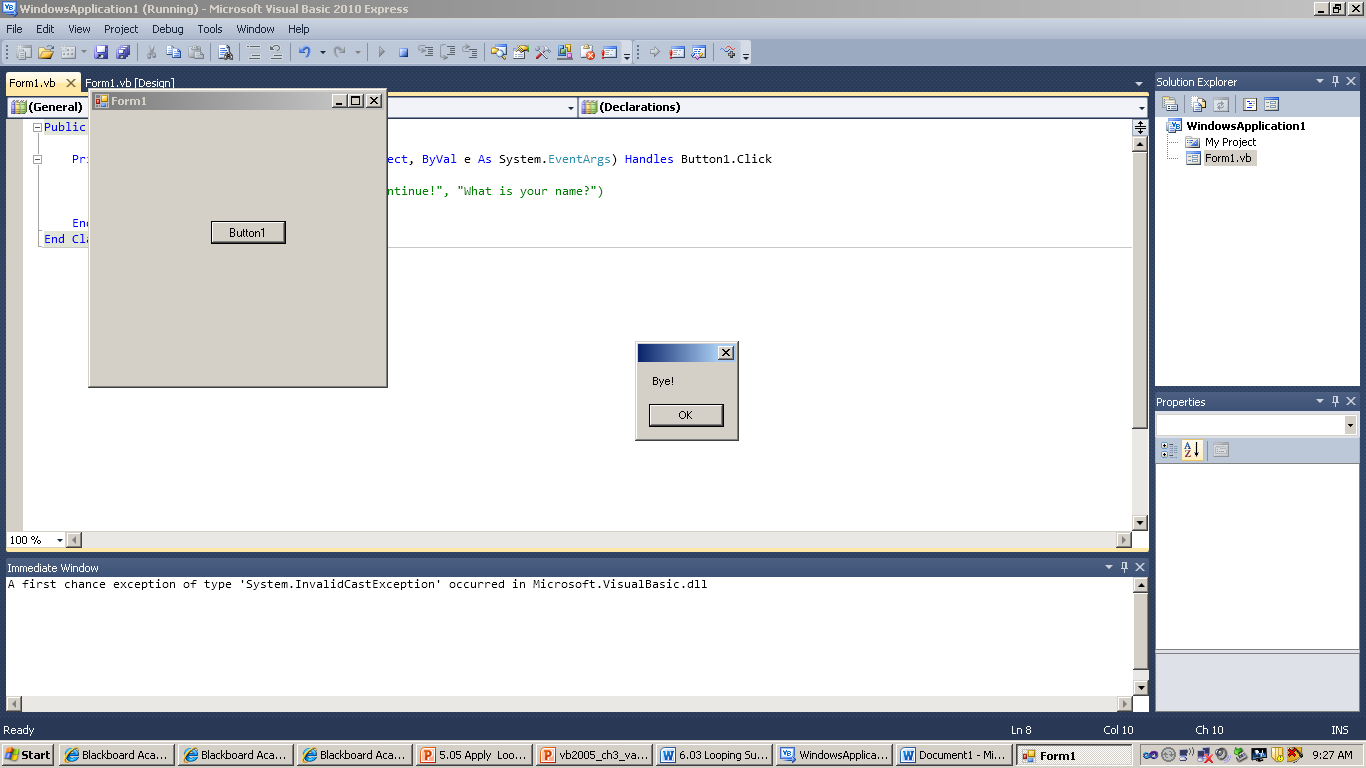 WindowsApplication1 (Running) - Microsoft Visual Basic 2010 Express
File Edit View Project Debug Tools Window Help
Form1.vb Form1.vb [Design]
(General) (Declarations)
Form1
Public
Pri ect, ByVal e As System.EventArgs) Handles Button1.Click
ntinue!", "What is your name?")
End
End Cla
Button1
Bye!
OK
100 %
Solution Explorer
WindowsApplication1
My Project
Form1.vb
Properties
Immediate Window
A first chance exception of type 'System.InvalidCastException' occurred in Microsoft.VisualBasic.dll
Ready Ln 8 Col 10 Ch 10 INS
Start Blackboard Aca... Blackboard Aca... Blackboard Aca... 5.05 Apply Loo... vb2005_ch3_va... 6.03 Looping Su... WindowsApplica... Document1 - Mi... Form1 9:27 AM